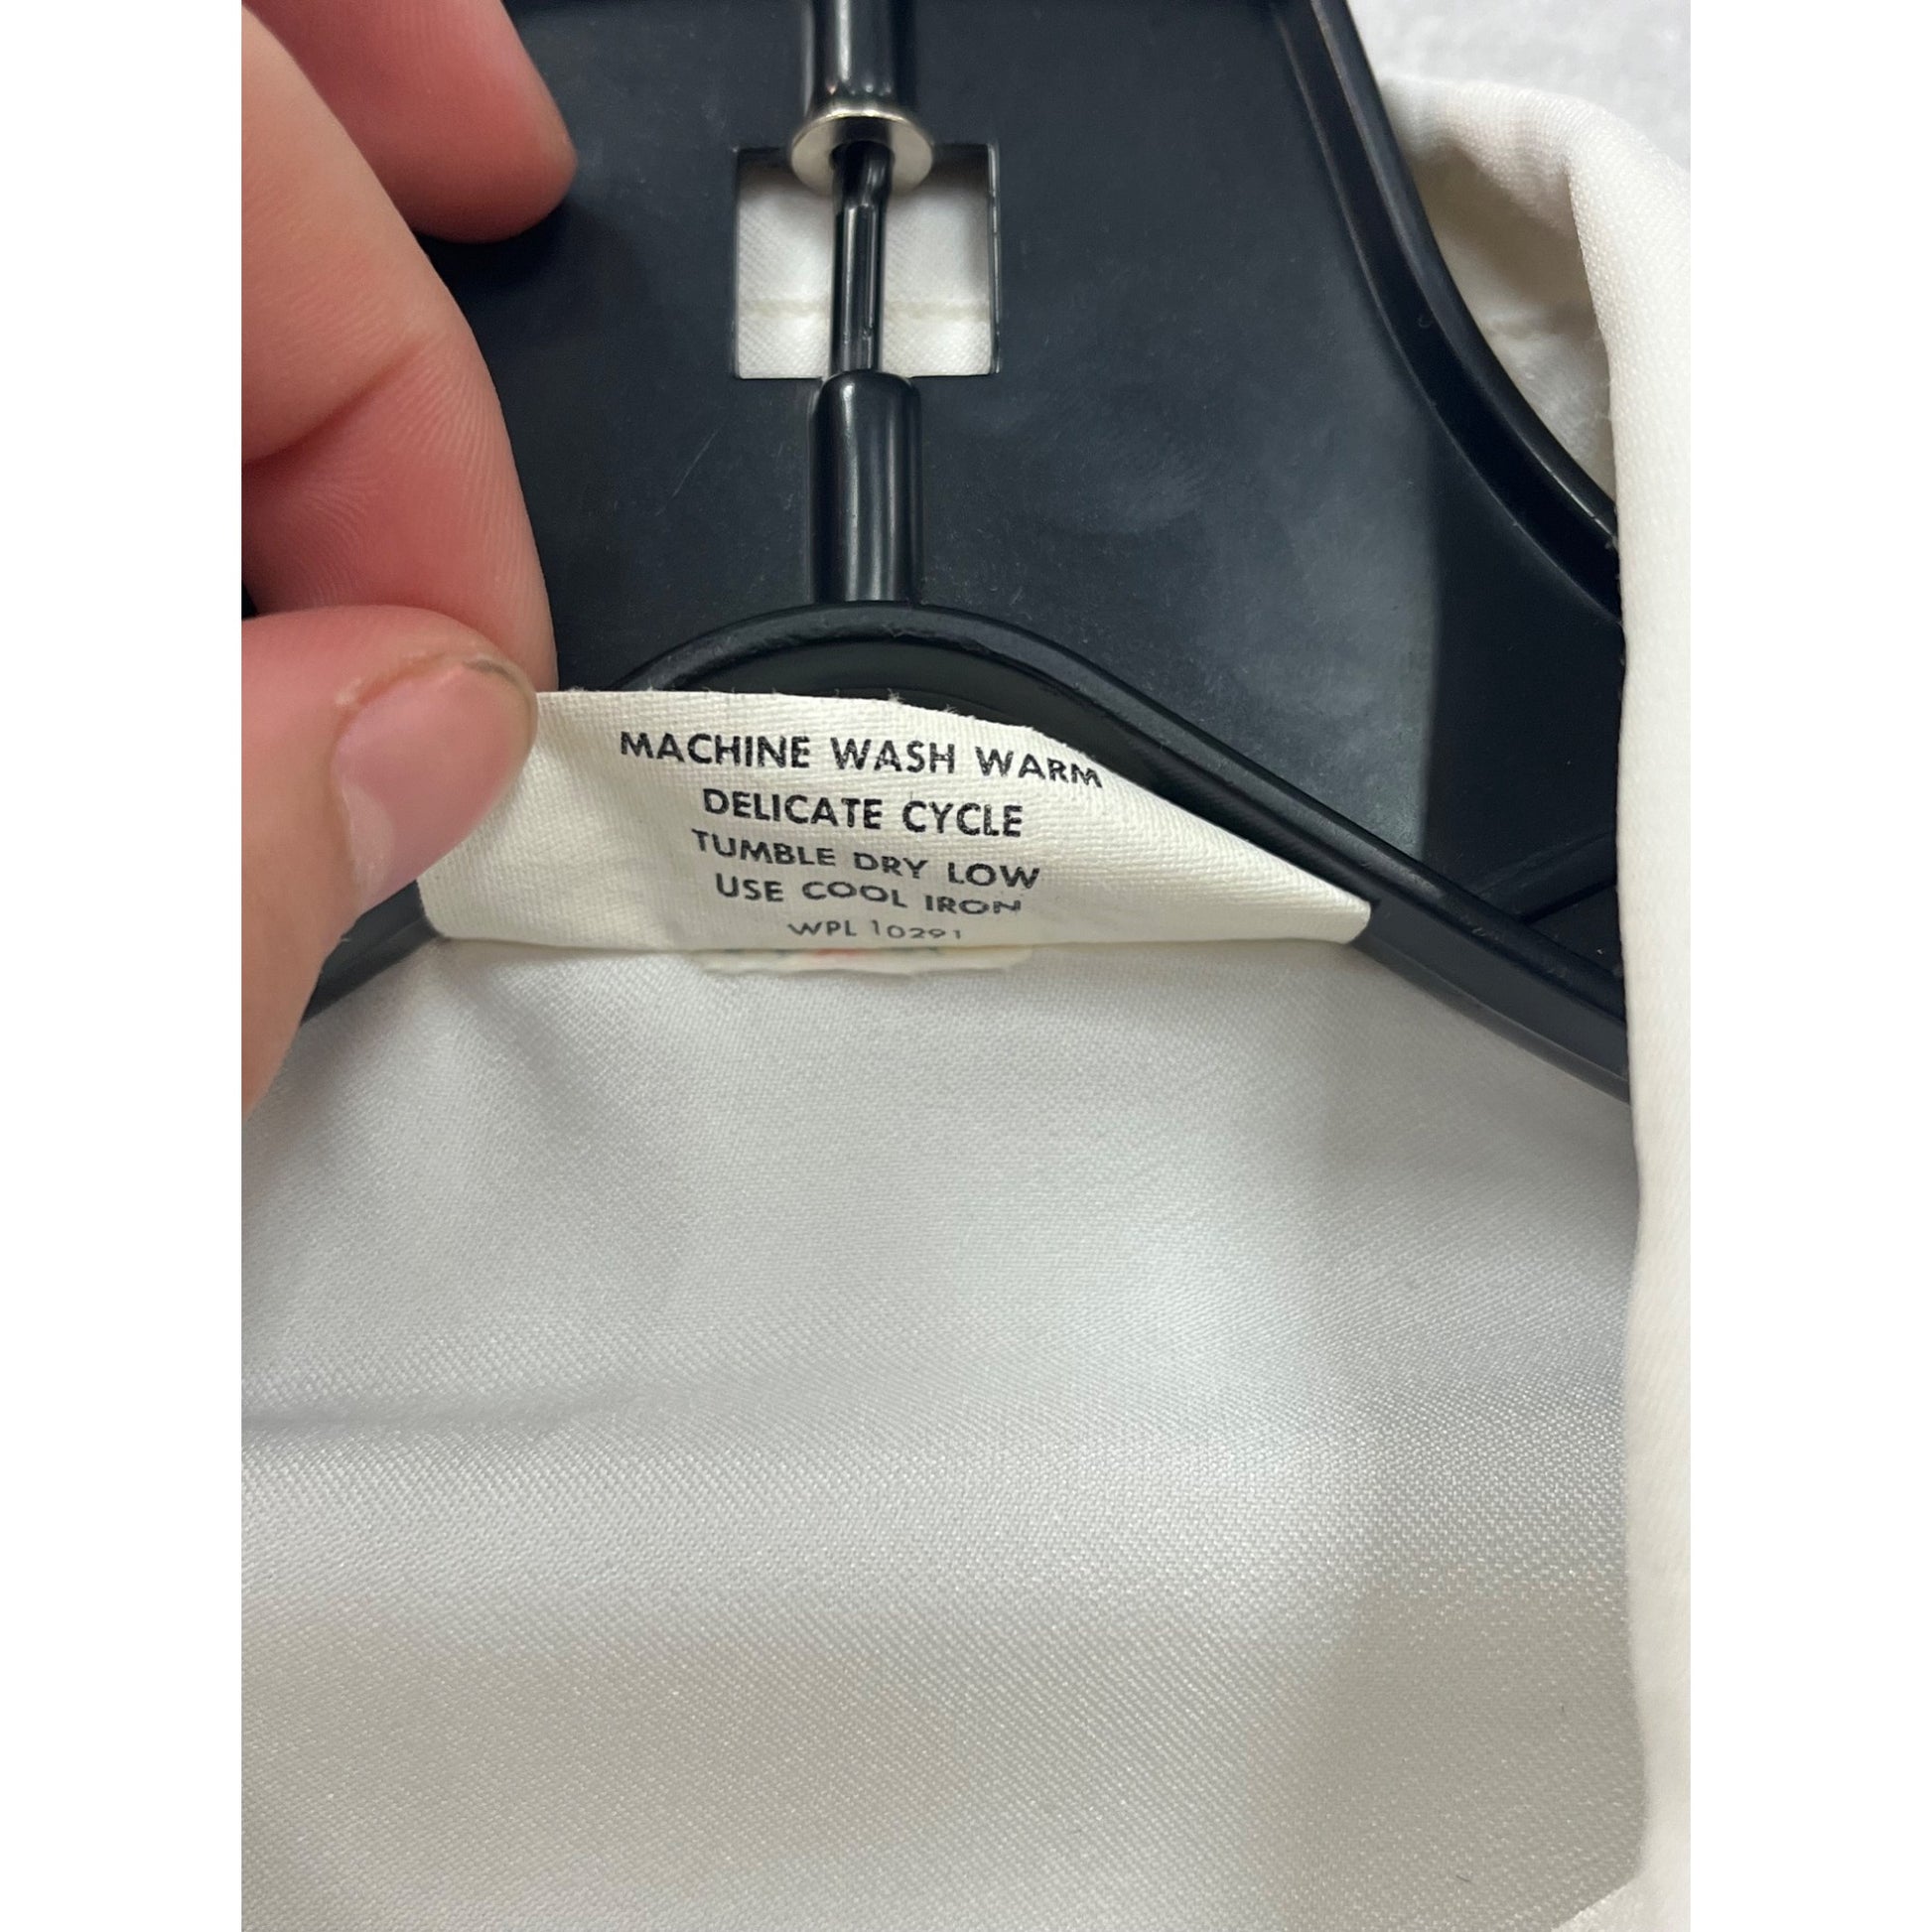 MACHINE WASH WARM
DELICATE CYCLE
TUMBLE DRY LOW
USE COOL IRON
WPL 10291